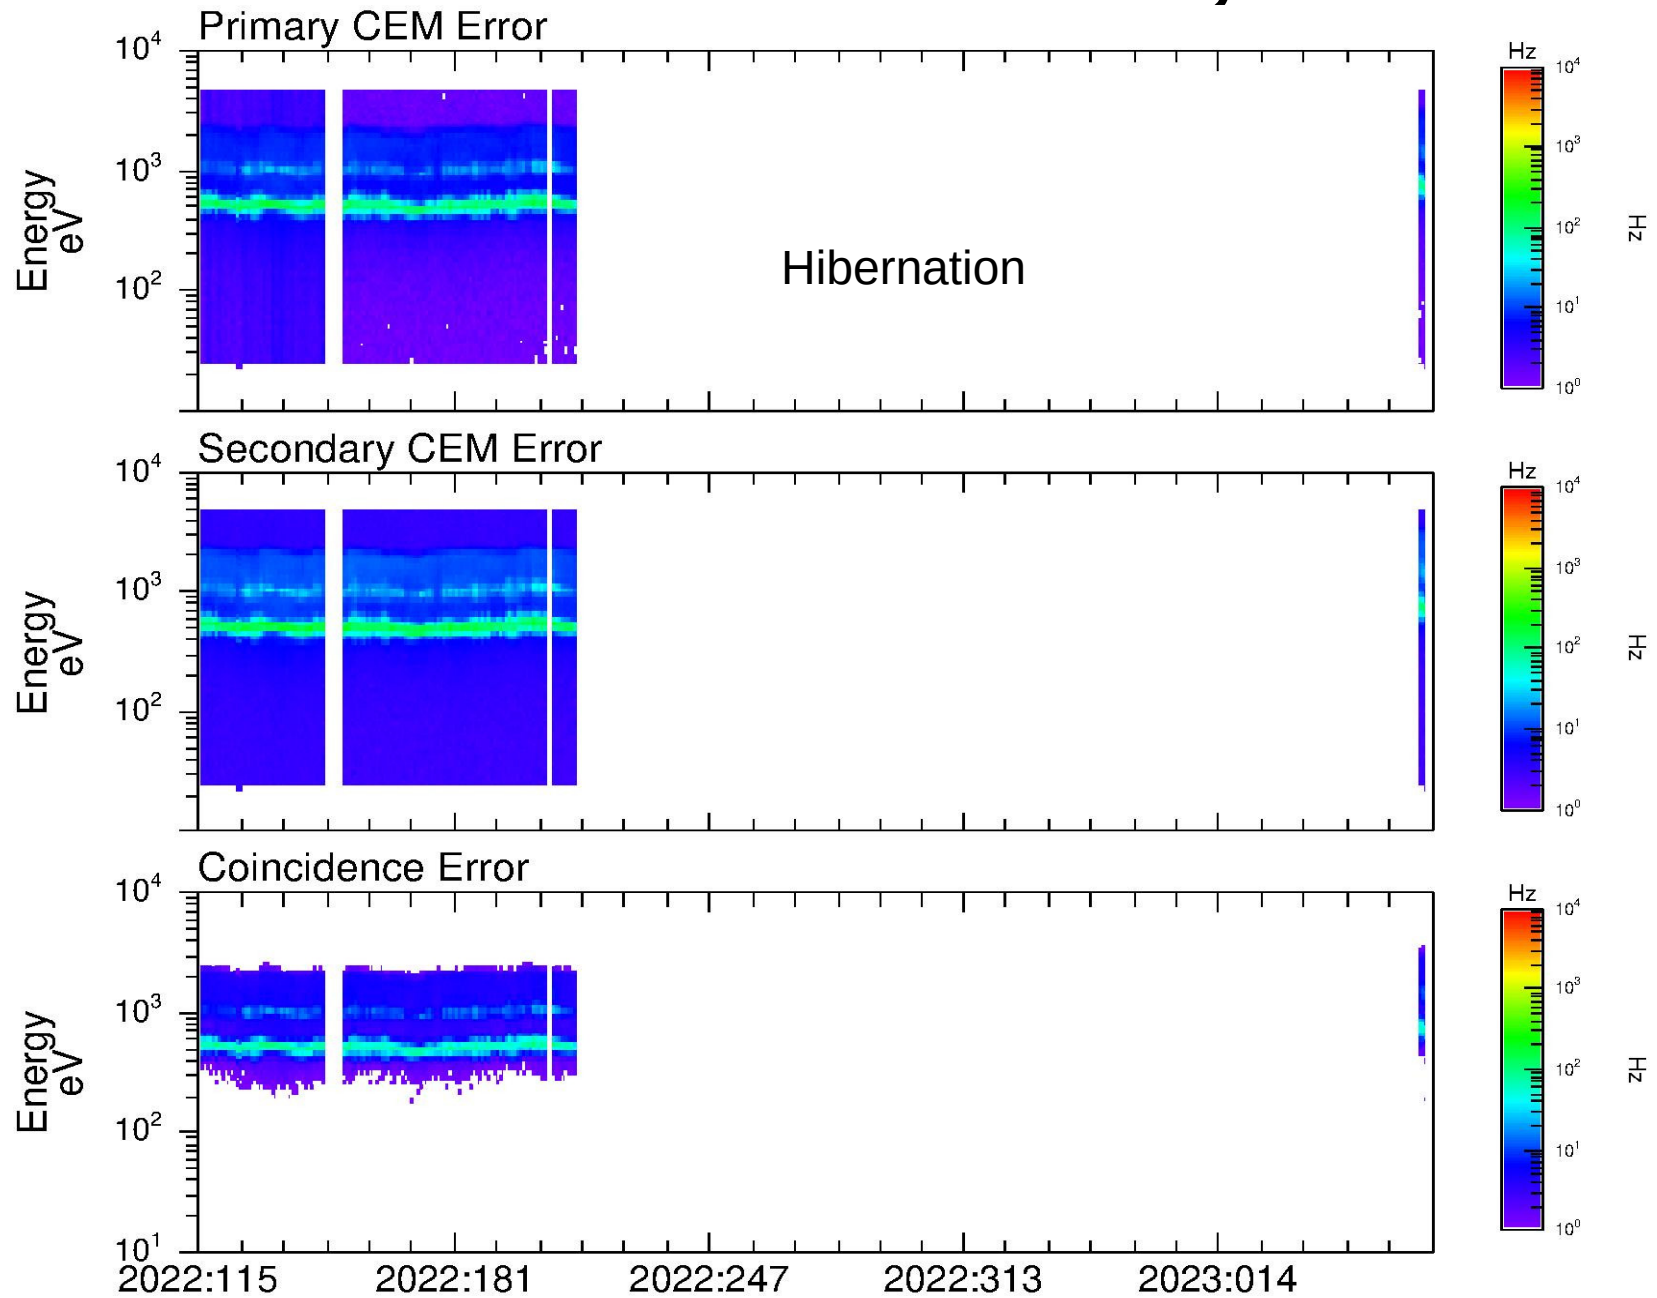 Primary CEM Error
Hz
10⁴
10³
10²
Energy
eV
Hibernation
10⁴
10³
10²
10¹
10⁰
Hz
Secondary CEM Error
Hz
10⁴
10³
10²
Energy
eV
10⁴
10³
10²
10¹
10⁰
Hz
Coincidence Error
Hz
10⁴
10³
10²
10¹
Energy
eV
10⁴
10³
10²
10¹
10⁰
Hz
2022:115 2022:181 2022:247 2022:313 2023:014